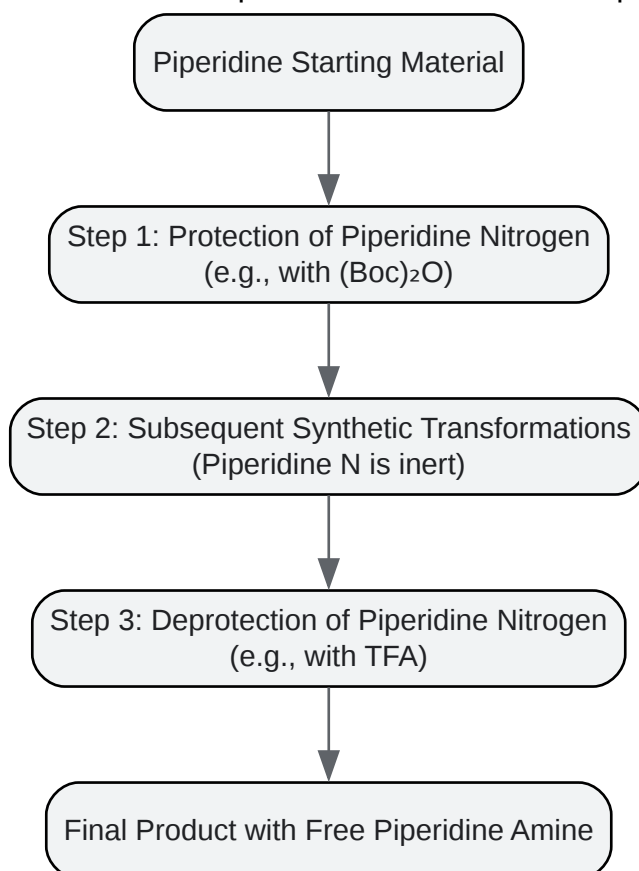 Piperidine Starting Material
Step 1: Protection of Piperidine Nitrogen
(e.g., with (Boc)₂O)
Step 2: Subsequent Synthetic Transformations
(Piperidine N is inert)
Step 3: Deprotection of Piperidine Nitrogen
(e.g., with TFA)
Final Product with Free Piperidine Amine